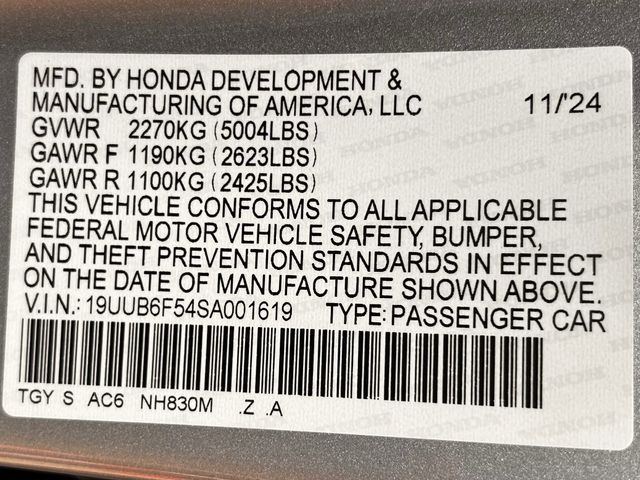 MFD. BY HONDA DEVELOPMENT &
MANUFACTURING OF AMERICA, LLC 11/'24
GVWR 2270KG (5004LBS)
GAWR F 1190KG (2623LBS)
GAWR R 1100KG (2425LBS)
THIS VEHICLE CONFORMS TO ALL APPLICABLE
FEDERAL MOTOR VEHICLE SAFETY, BUMPER,
AND THEFT PREVENTION STANDARDS IN EFFECT
ON THE DATE OF MANUFACTURE SHOWN ABOVE.
V.I.N.: 19UUB6F54SA001619 TYPE: PASSENGER CAR
TGY S AC6 NH830M .Z .A